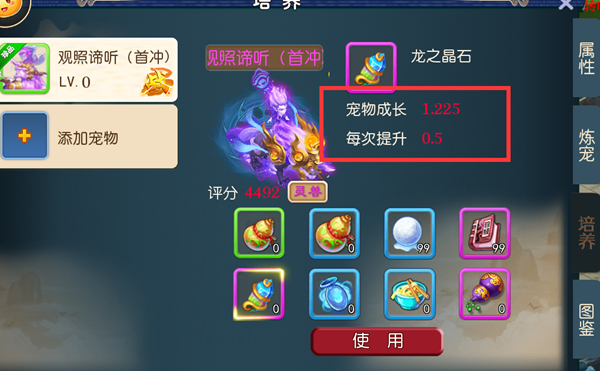 培养
珍品
观照谛听（首冲）
LV.0
添加宠物
观照谛听（首冲）
龙之晶石
宠物成长 1.225
每次提升 0.5
评分 4492 灵兽
0
0
99
99
0
0
0
0
使用
属性
炼宠
培养
图鉴